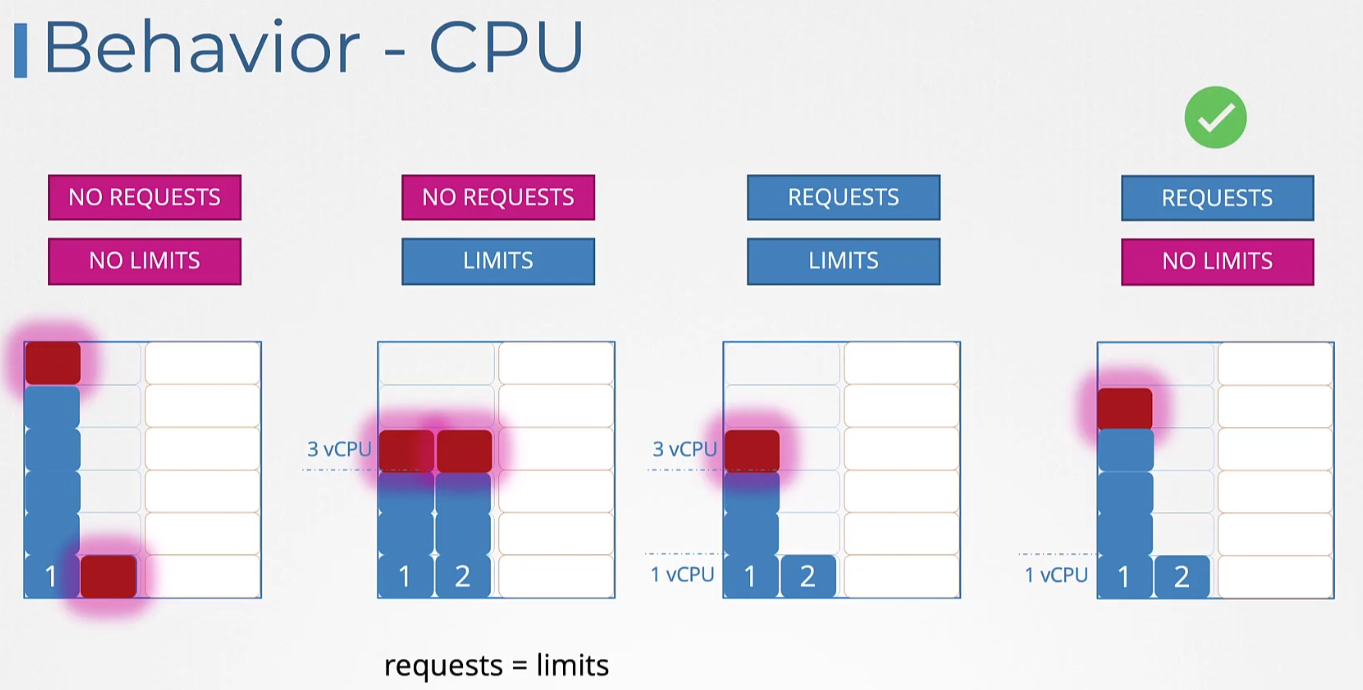 Behavior - CPU
NO REQUESTS
NO LIMITS
1
NO REQUESTS
LIMITS
3 vCPU
1 2
requests = limits
REQUESTS
LIMITS
3 vCPU
1 vCPU 1 2
REQUESTS
NO LIMITS
1 vCPU 1 2